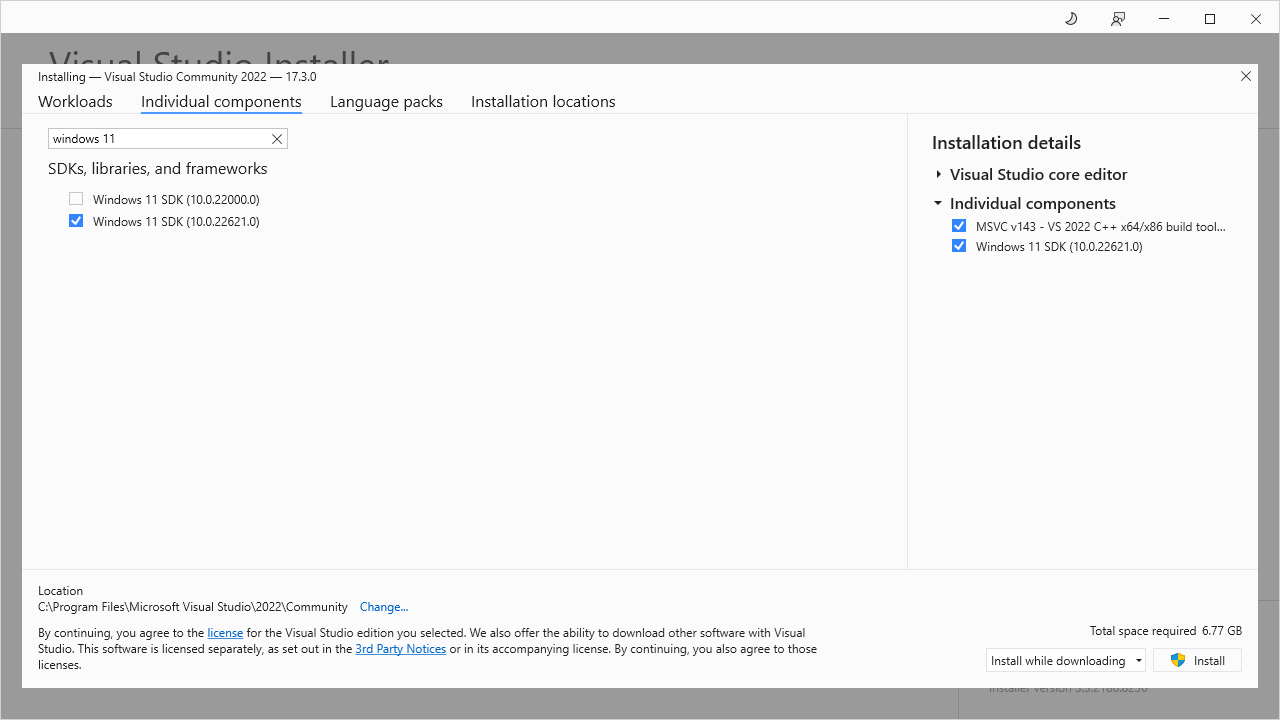 Visual Studio Installer
Installing — Visual Studio Community 2022 — 17.3.0
Workloads
Individual components
Language packs
Installation locations
windows 11
SDKs, libraries, and frameworks
Windows 11 SDK (10.0.22000.0)
Windows 11 SDK (10.0.22621.0)
Installation details
Visual Studio core editor
Individual components
MSVC v143 - VS 2022 C++ x64/x86 build tool...
Windows 11 SDK (10.0.22621.0)
Location
C:\Program Files\Microsoft Visual Studio\2022\Community Change...
By continuing, you agree to the license for the Visual Studio edition you selected. We also offer the ability to download other software with Visual
Studio. This software is licensed separately, as set out in the 3rd Party Notices or in its accompanying license. By continuing, you also agree to those
licenses.
Total space required 6.77 GB
Install while downloading
Install
Installer version